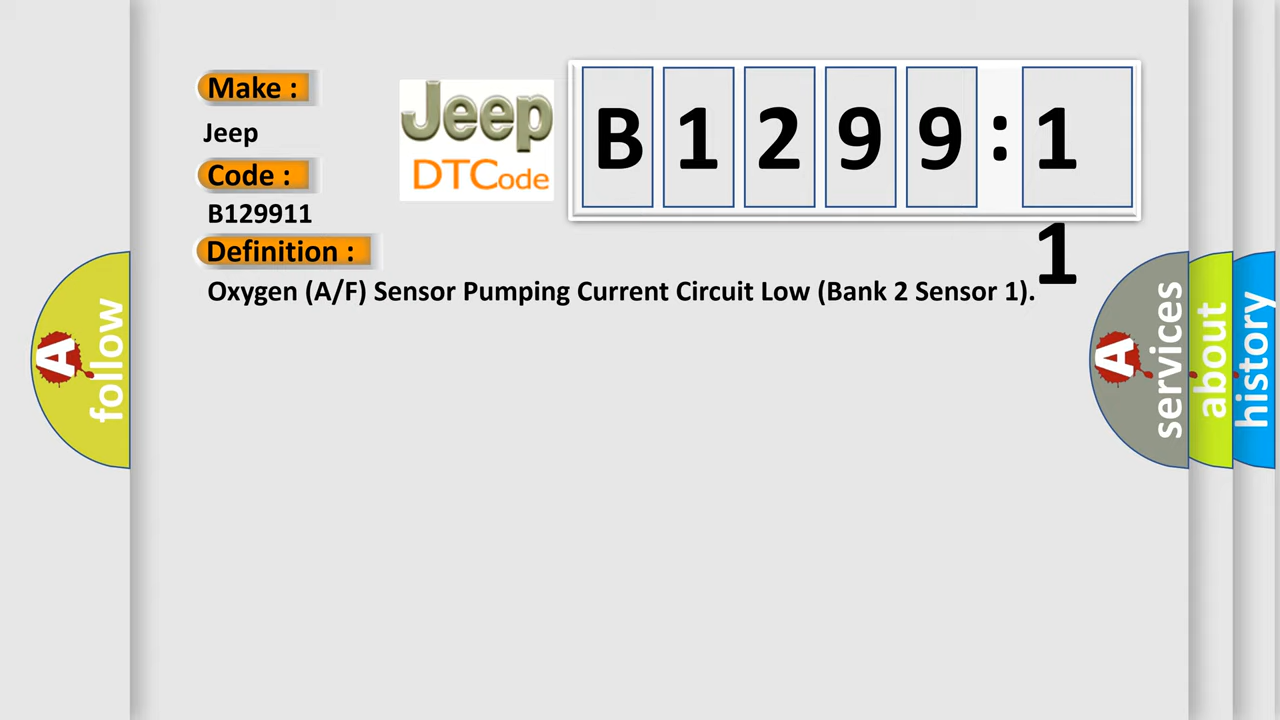 Make :
Jeep
Code :
B129911
Definition :
Oxygen (A/F) Sensor Pumping Current Circuit Low (Bank 2 Sensor 1).
Jeep
DTCode
B 1 2 9 9 : 1
1
A follow
A services
about
history